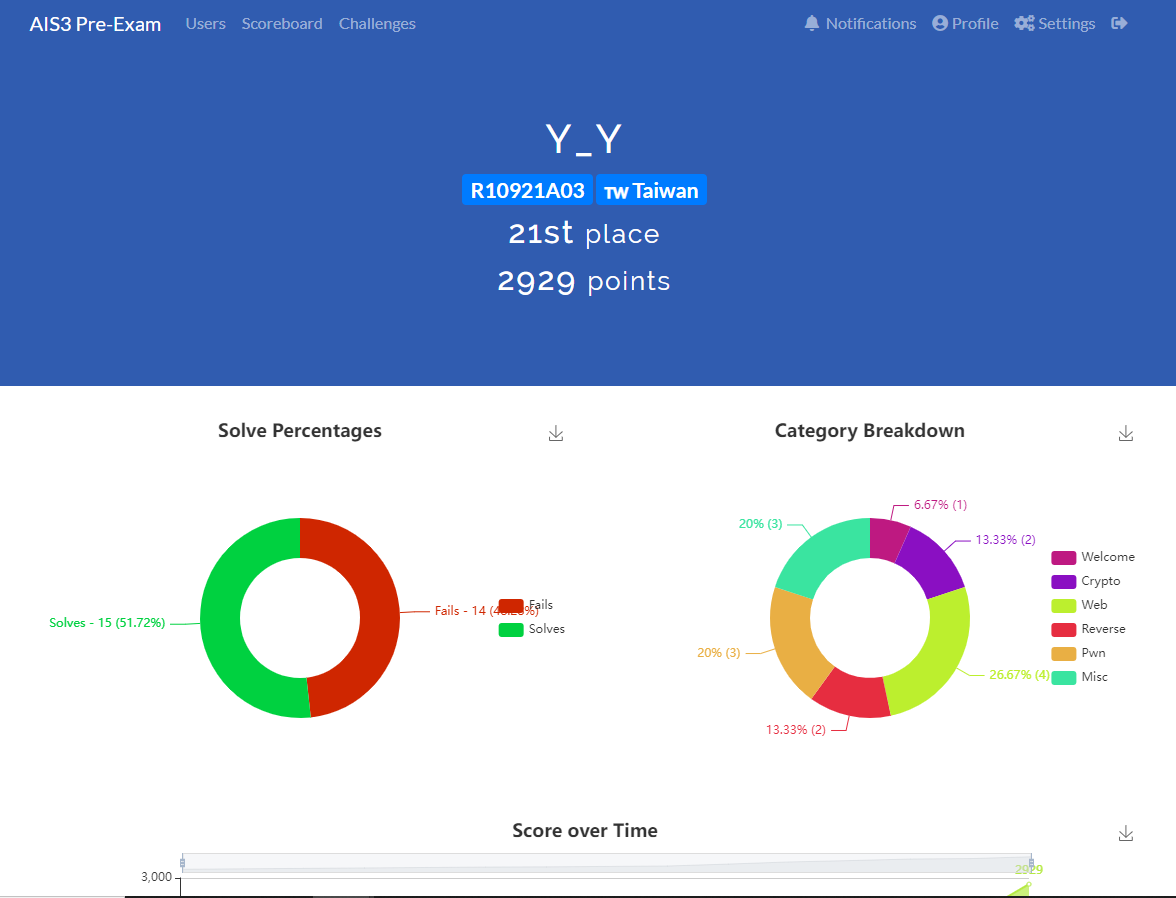 AIS3 Pre-Exam Users Scoreboard Challenges Notifications Profile Settings
Y_Y
R10921A03 TW Taiwan
21st place
2929 points
Solve Percentages
Solves - 15 (51.72%)
Fails - 14 (48.28%)
Fails
Solves
Category Breakdown
6.67% (1)
20% (3)
13.33% (2)
20% (3)
26.67% (4)
13.33% (2)
Welcome
Crypto
Web
Reverse
Pwn
Misc
Score over Time
2929
3,000